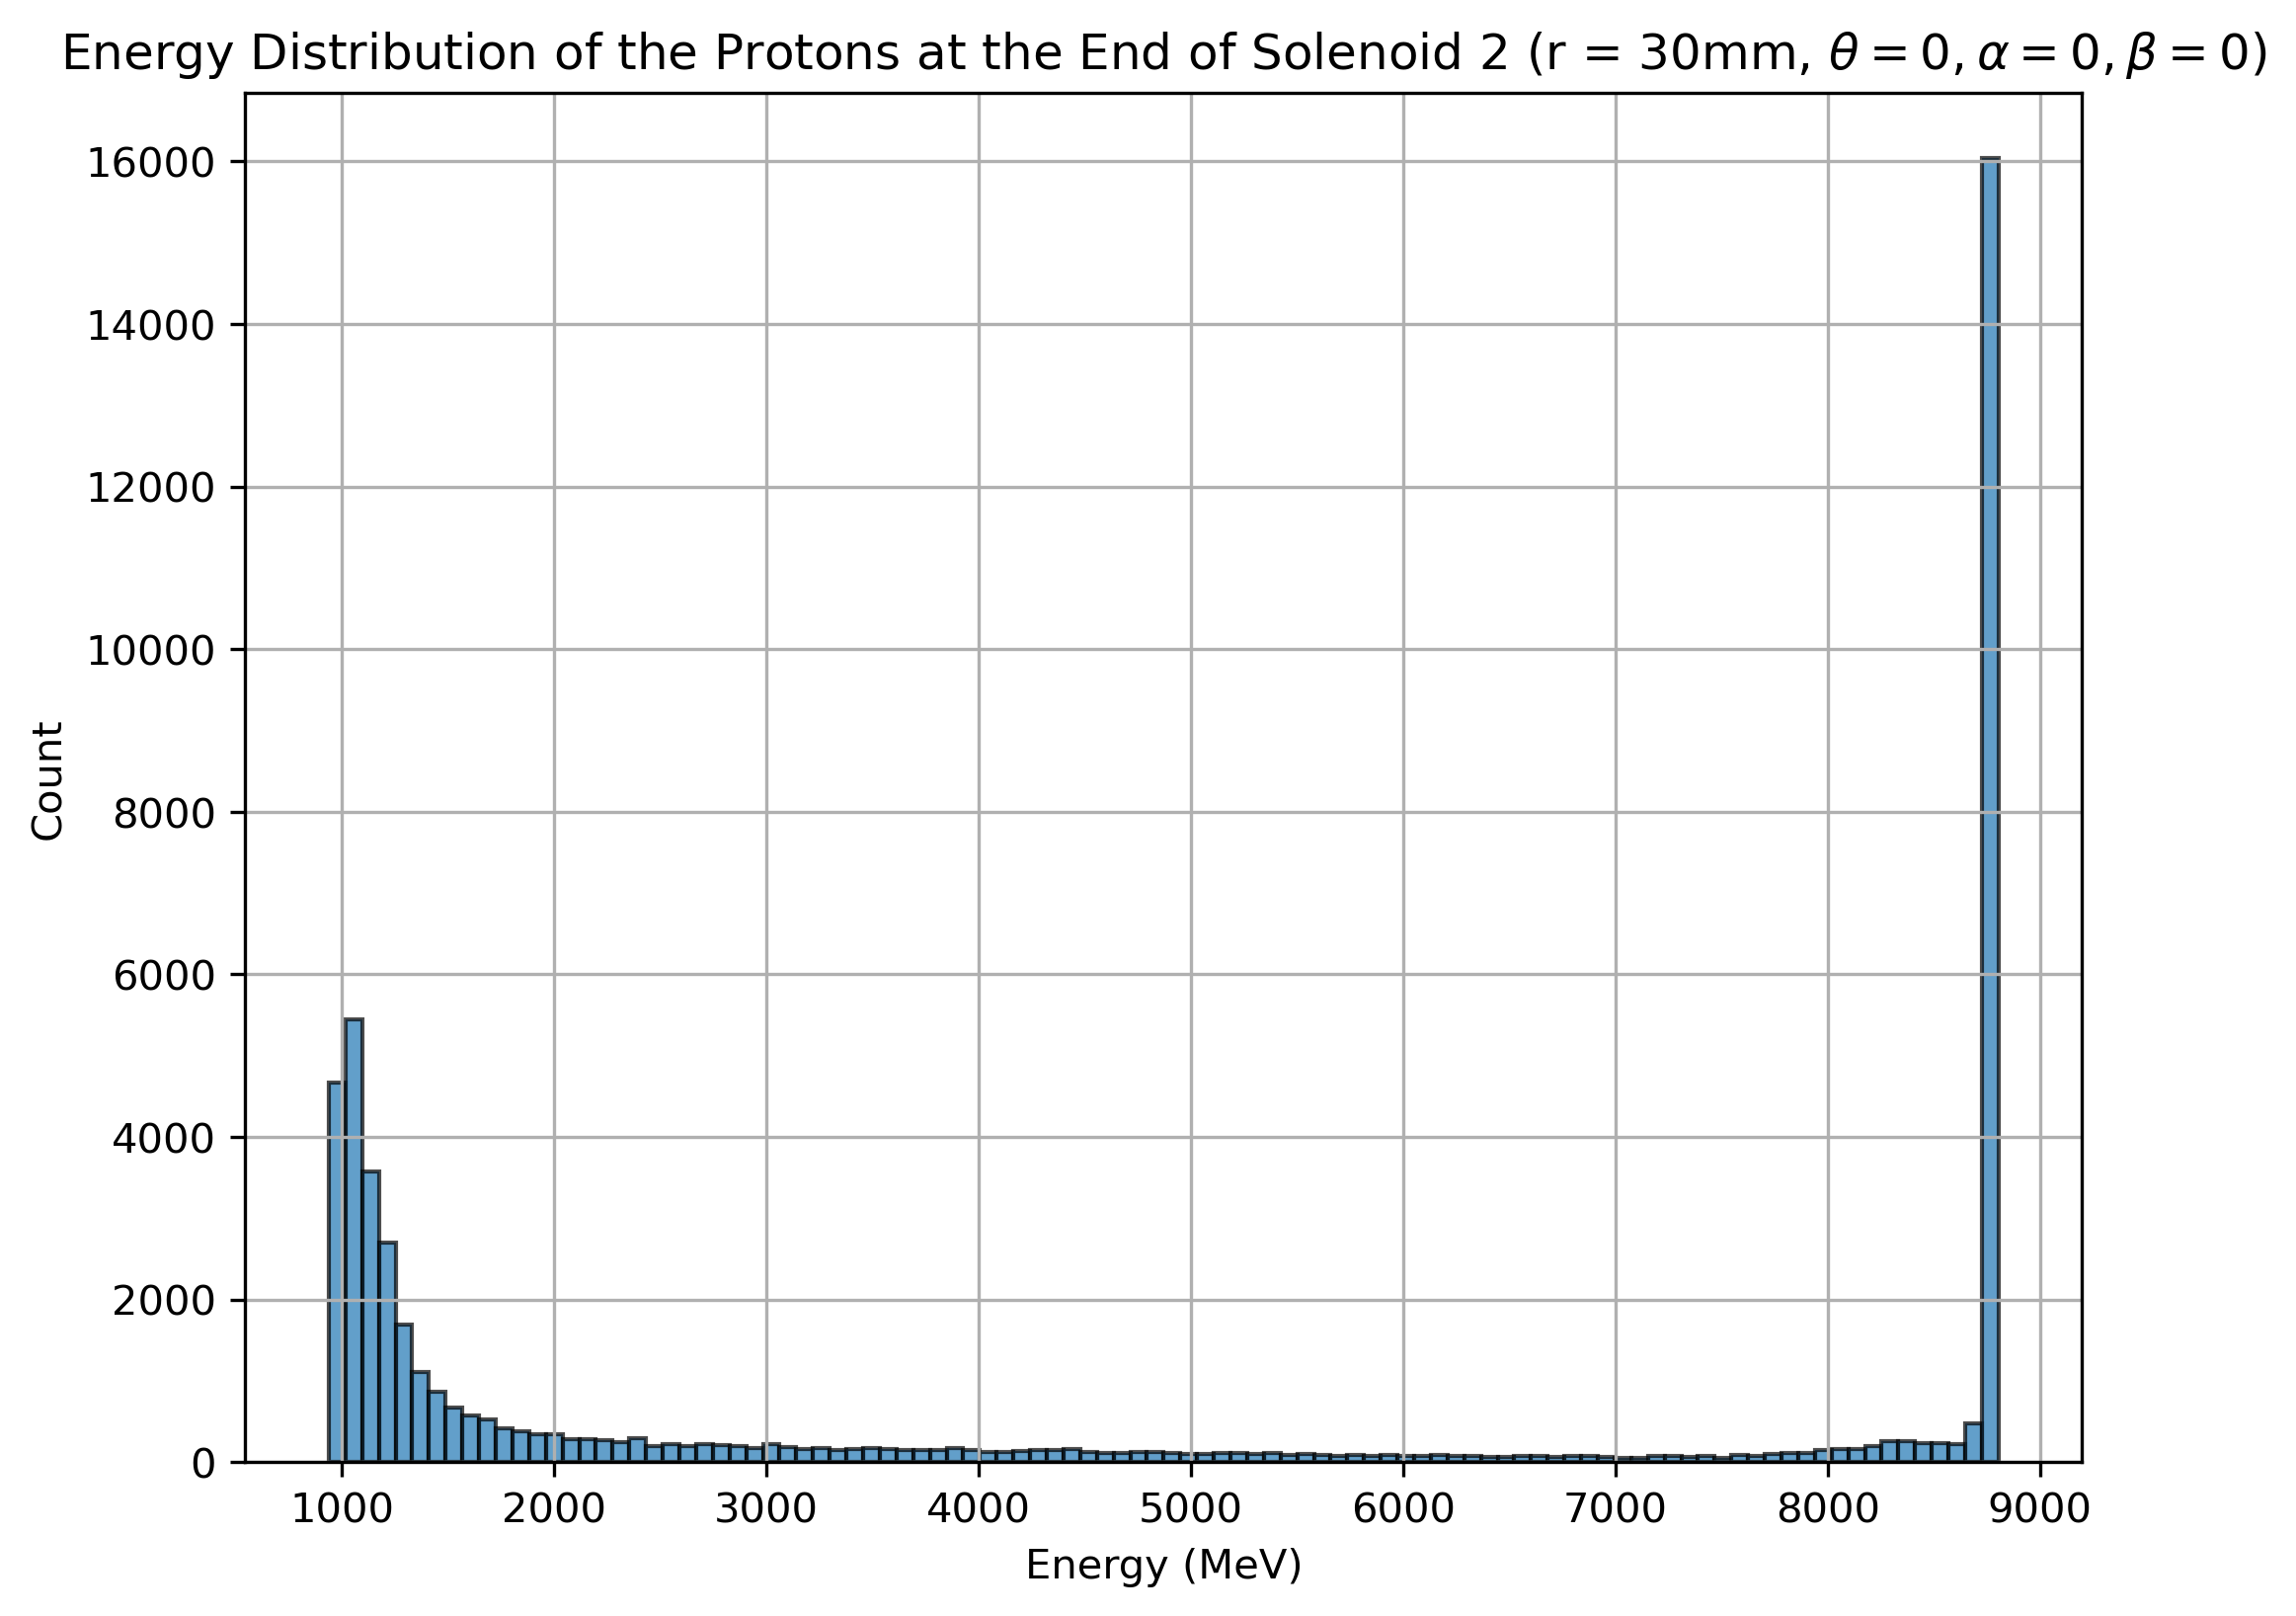 Energy Distribution of the Protons at the End of Solenoid 2 (r = 30mm, θ = 0, α = 0, β = 0)
16000
14000
12000
10000
8000
6000
4000
2000
0
Count
1000 2000 3000 4000 5000 6000 7000 8000 9000
Energy (MeV)